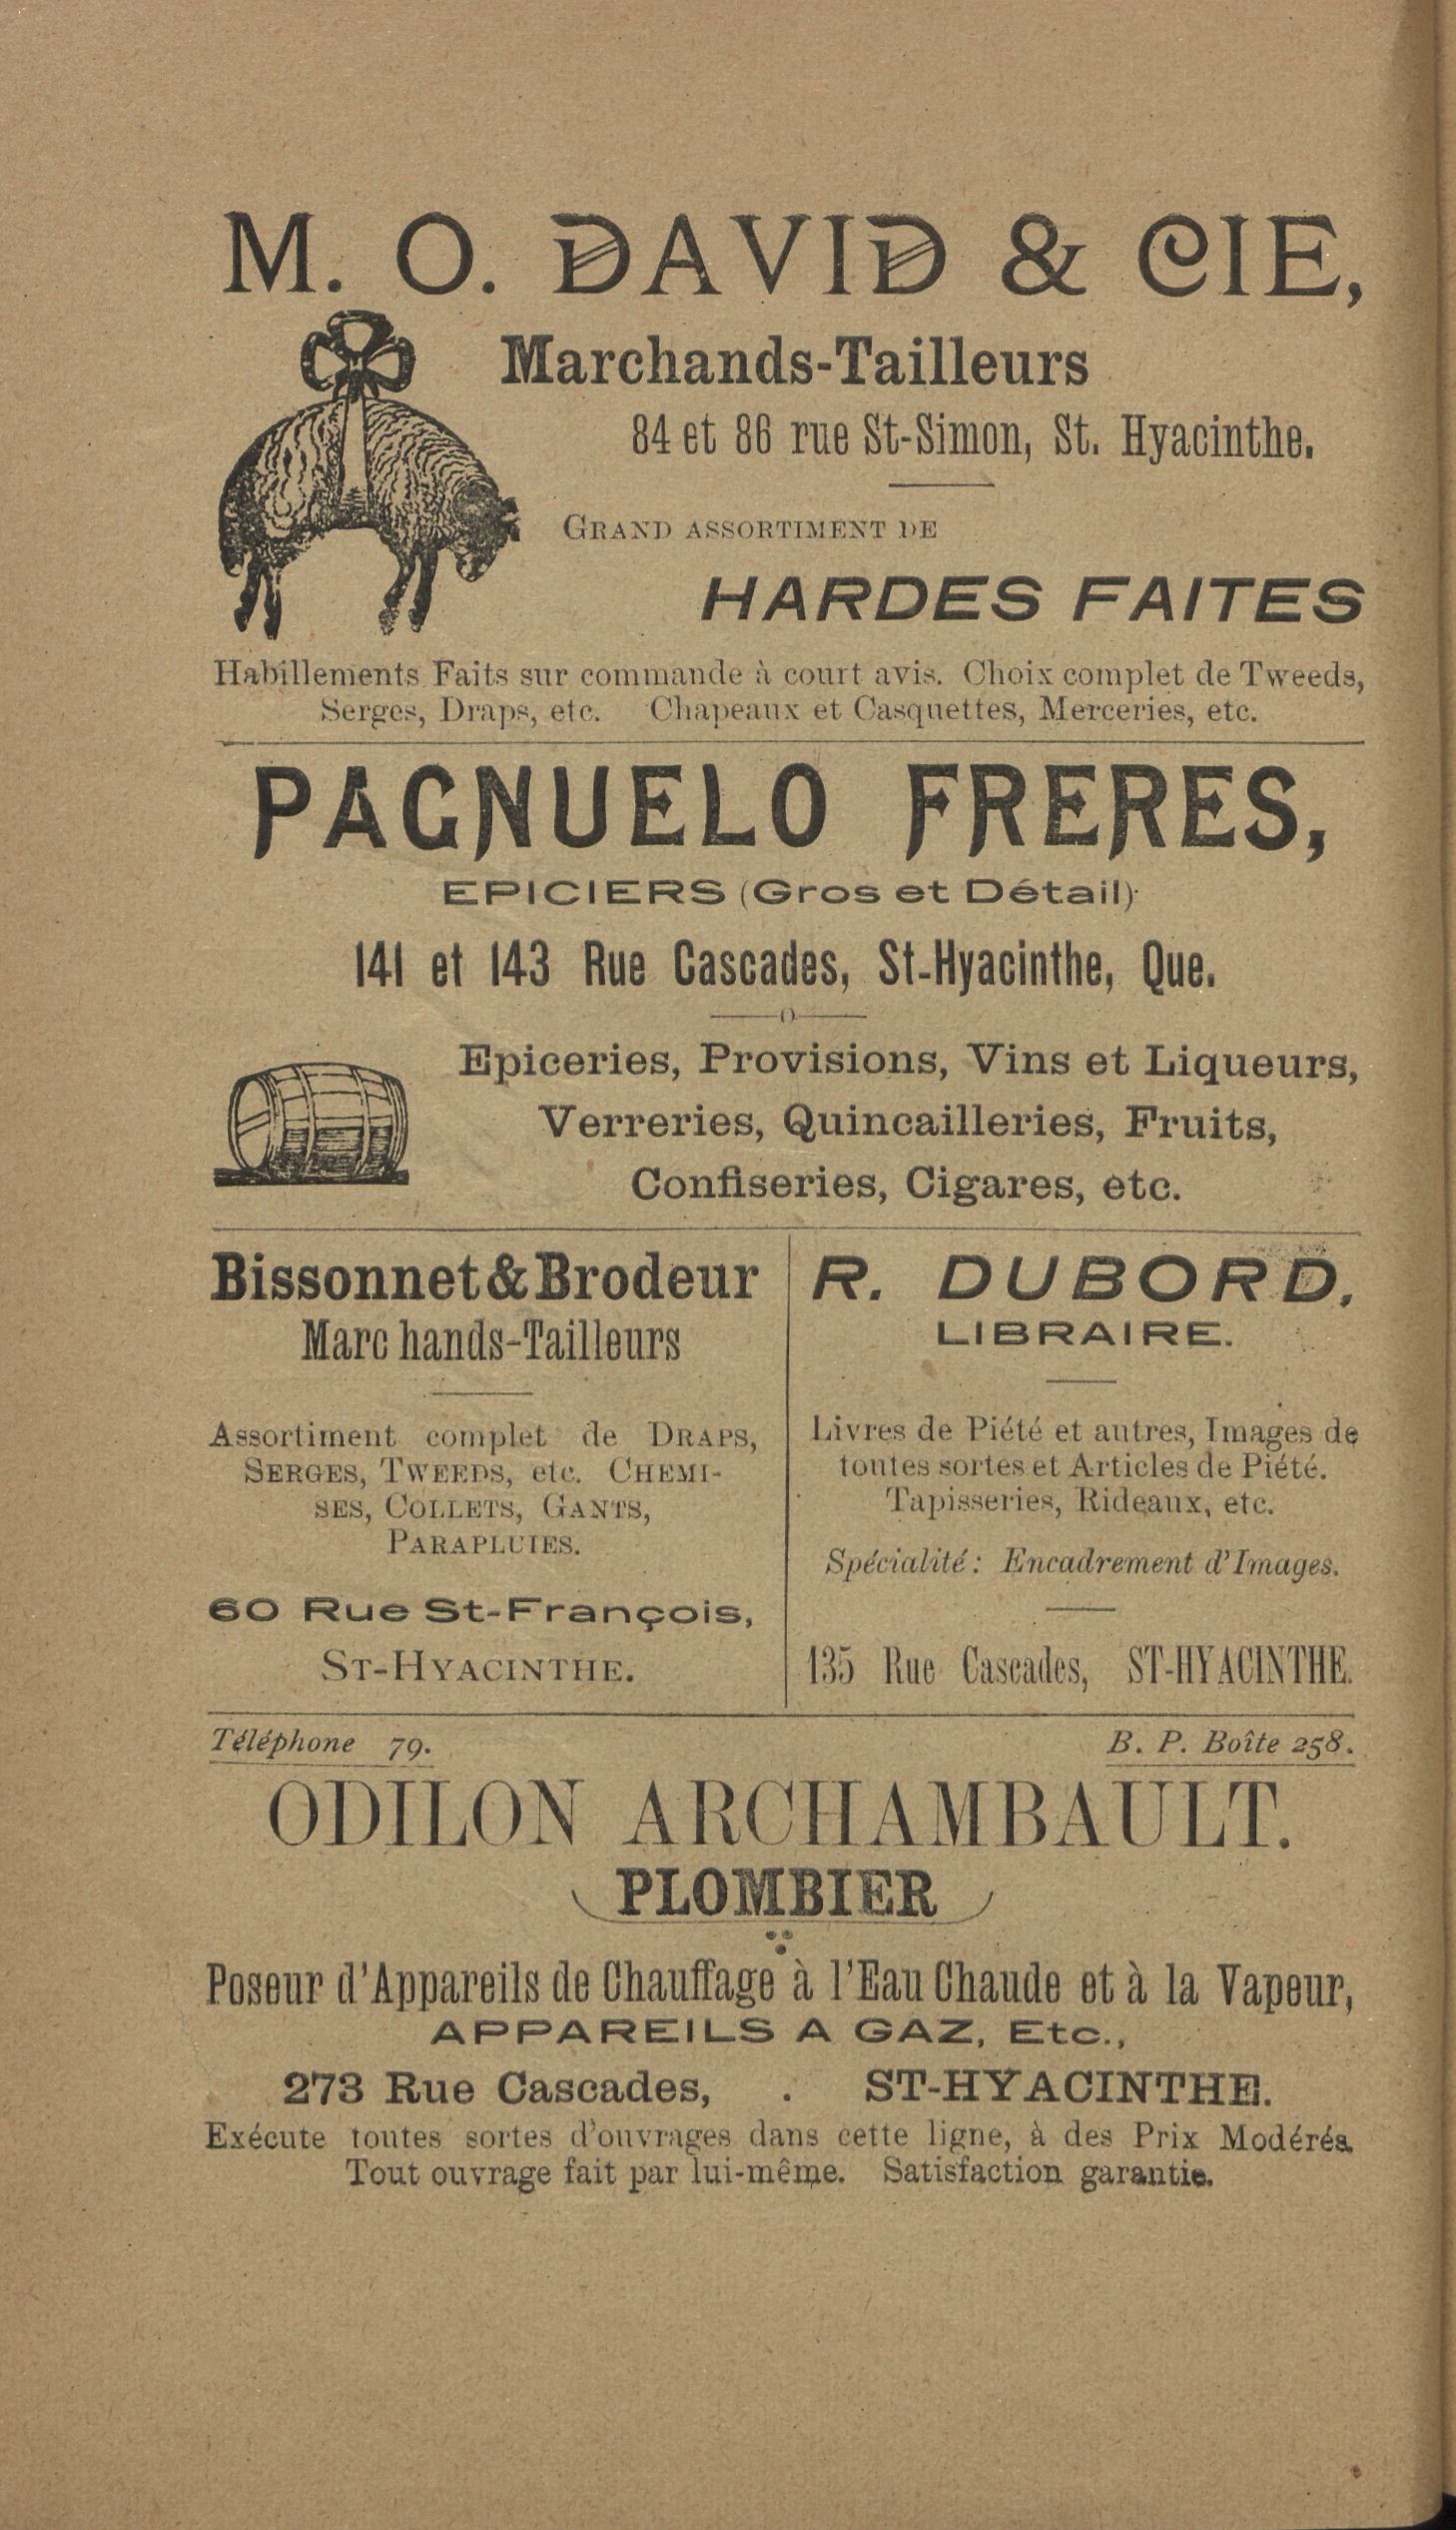 M. O. DAVID & CIE,
Marchands-Tailleurs
84 et 86 rue St-Simon, St. Hyacinthe.
GRAND ASSORTIMENT DE
HARDES FAITES
Habillements Faits sur commande à court avis. Choix complet de Tweeds,
Serges, Draps, etc. Chapeaux et Casquettes, Merceries, etc.
PAGNUELO FRERES,
EPICIERS (Gros et Détail)
141 et 143 Rue Cascades, St-Hyacinthe, Que.
Epiceries, Provisions, Vins et Liqueurs,
Verreries, Quincailleries, Fruits,
Confiseries, Cigares, etc.
Bissonnet & Brodeur
Marc hands-Tailleurs
Assortiment complet de DRAPS,
SERGES, TWEEDS, etc. CHEMI-
SES, COLLETS, GANTS,
PARAPLUIES.
60 Rue St-François,
ST-HYACINTHE.
R. DUBORD,
LIBRAIRE.
Livres de Piété et autres, Images de
toutes sortes et Articles de Piété.
Tapisseries, Rideaux, etc.
Spécialité: Encadrement d'Images.
135 Rue Cascades, ST-HYACINTHE.
Téléphone 79. B. P. Boîte 258.
ODILON ARCHAMBAULT.
PLOMBIER
Poseur d'Appareils de Chauffage à l'Eau Chaude et à la Vapeur,
APPAREILS A GAZ, Etc.,
273 Rue Cascades, . ST-HYACINTHE.
Exécute toutes sortes d'ouvrages dans cette ligne, à des Prix Modérés.
Tout ouvrage fait par lui-même. Satisfaction garantie.